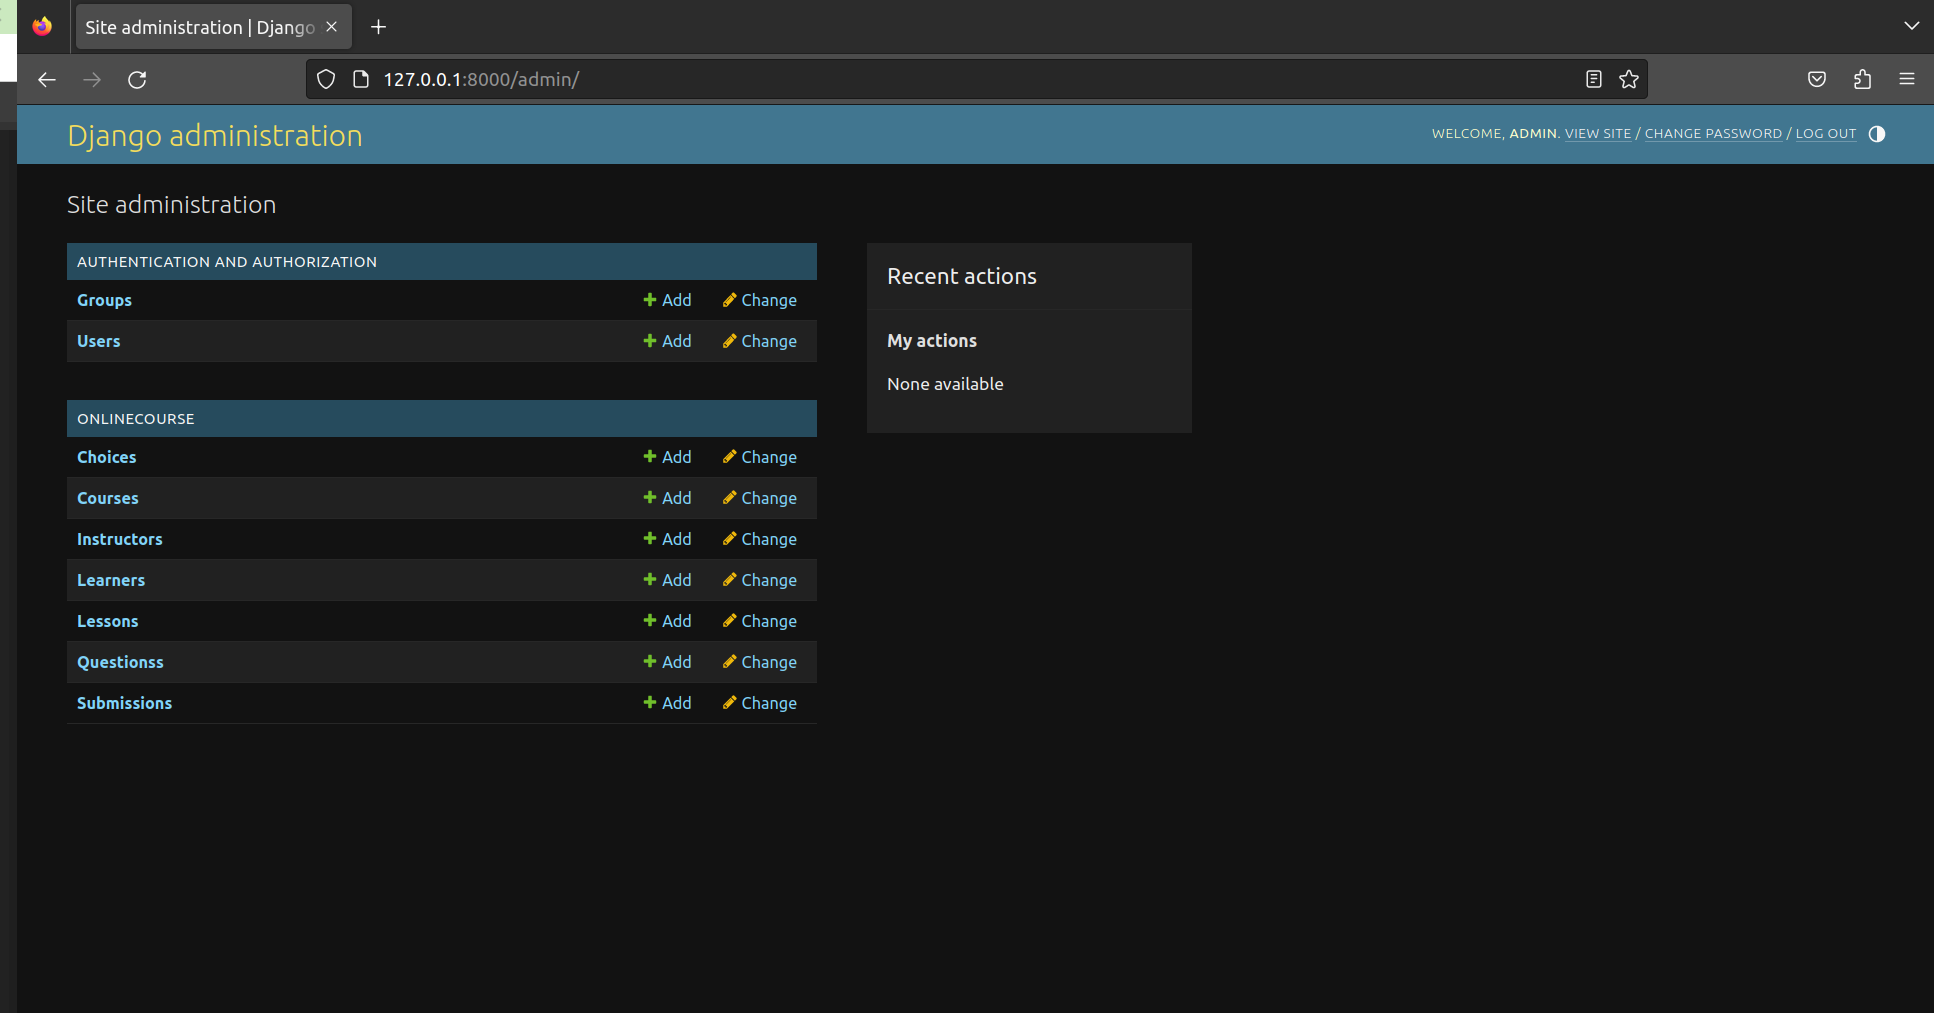 Site administration | Django
127.0.0.1:8000/admin/
Django administration
WELCOME, ADMIN. VIEW SITE / CHANGE PASSWORD / LOG OUT
Site administration
AUTHENTICATION AND AUTHORIZATION
Groups Add Change
Users Add Change
ONLINECOURSE
Choices Add Change
Courses Add Change
Instructors Add Change
Learners Add Change
Lessons Add Change
Questionss Add Change
Submissions Add Change
Recent actions
My actions
None available